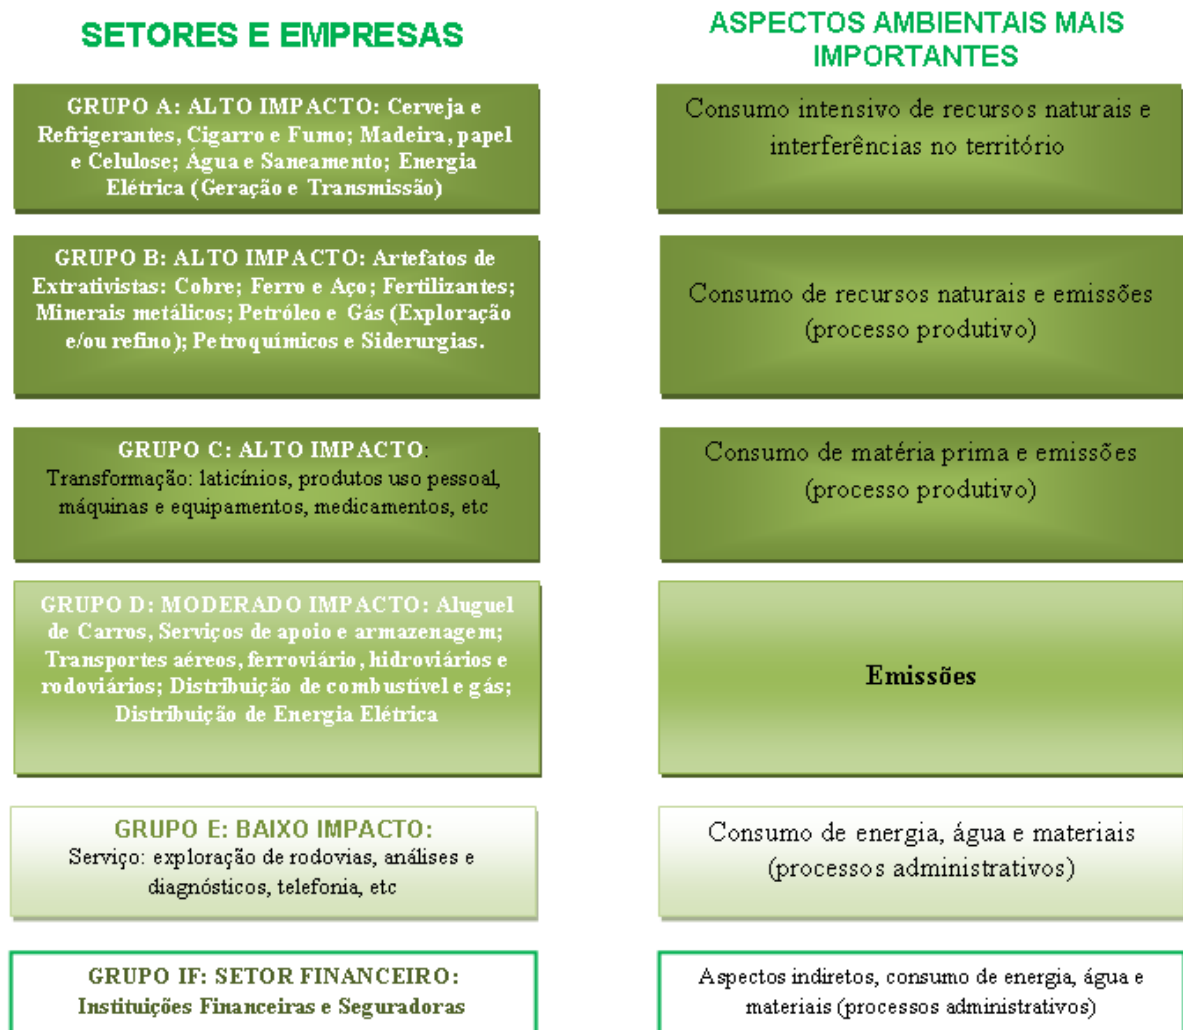 SETORES E EMPRESAS
ASPECTOS AMBIENTAIS MAIS
IMPORTANTES
GRUPO A: ALTO IMPACTO: Cerveja e
Refrigerantes, Cigarro e Fumo; Madeira, papel
e Celulose; Água e Saneamento; Energia
Elétrica (Geração e Transmissão)
Consumo intensivo de recursos naturais e
interferências no território
GRUPO B: ALTO IMPACTO: Artefatos de
Extrativistas: Cobre; Ferro e Aço; Fertilizantes;
Minerais metálicos; Petróleo e Gás (Exploração
e/ou refino); Petroquímicos e Siderurgias.
Consumo de recursos naturais e emissões
(processo produtivo)
GRUPO C: ALTO IMPACTO:
Transformação: laticínios, produtos uso pessoal,
máquinas e equipamentos, medicamentos, etc
Consumo de matéria prima e emissões
(processo produtivo)
GRUPO D: MODERADO IMPACTO: Aluguel
de Carros, Serviços de apoio e armazenagem;
Transportes aéreos, ferroviário, hidroviários e
rodoviários; Distribuição de combustível e gás;
Distribuição de Energia Elétrica
Emissões
GRUPO E: BAIXO IMPACTO:
Serviço: exploração de rodovias, análises e
diagnósticos, telefonia, etc
Consumo de energia, água e materiais
(processos administrativos)
GRUPO IF: SETOR FINANCEIRO:
Instituições Financeiras e Seguradoras
Aspectos indiretos, consumo de energia, água e
materiais (processos administrativos)